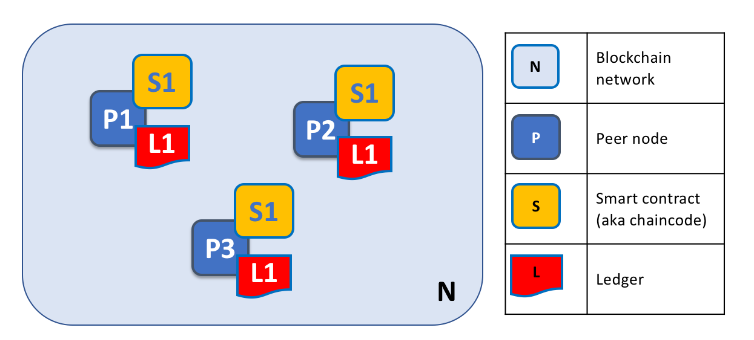 S1
P1
L1
S1
P2
L1
S1
P3
L1
N
N
Blockchain
network
P
Peer node
S
Smart contract
(aka chaincode)
L
Ledger